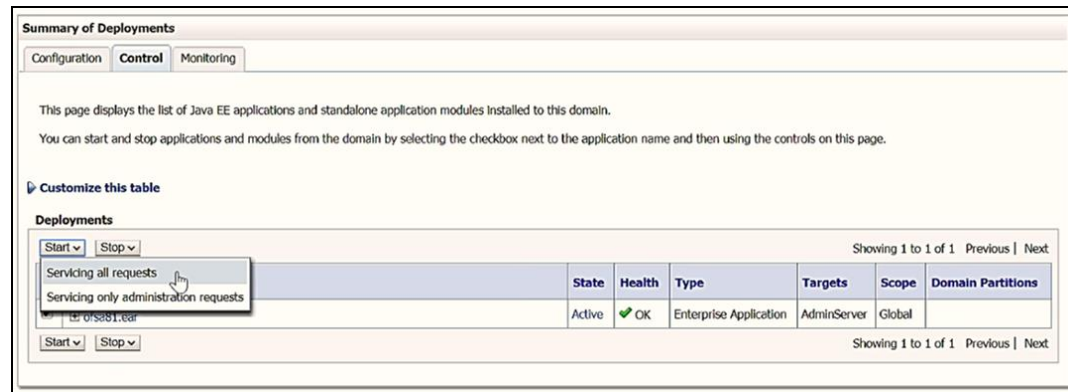 Summary of Deployments
Configuration Control Monitoring
This page displays the list of Java EE applications and standalone application modules installed to this domain.
You can start and stop applications and modules from the domain by selecting the checkbox next to the application name and then using the controls on this page.
Customize this table
Deployments
Start Stop Showing 1 to 1 of 1 Previous | Next
Servicing all requests
Servicing only administration requests
State Health Type Targets Scope Domain Partitions
ofsa81.ear Active OK Enterprise Application AdminServer Global
Start Stop Showing 1 to 1 of 1 Previous | Next